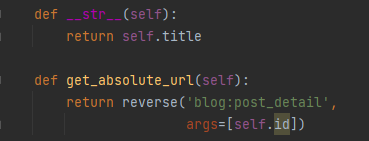 def __str__(self):
    return self.title
def get_absolute_url(self):
    return reverse('blog:post_detail',
                   args=[self.id])